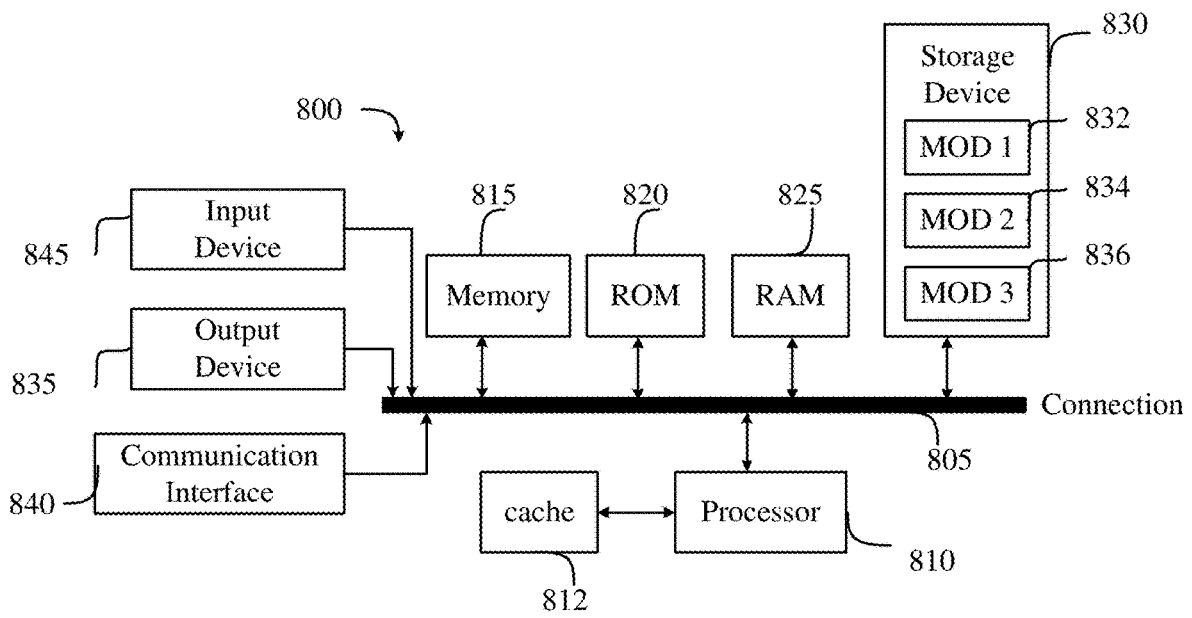 830
Storage
Device
800
832
MOD 1
815
820
825
834
MOD 2
Input
Device
845
836
MOD 3
Memory
ROM
RAM
Output
Device
835
Connection
805
Communication
Interface
840
cache
Processor
810
812